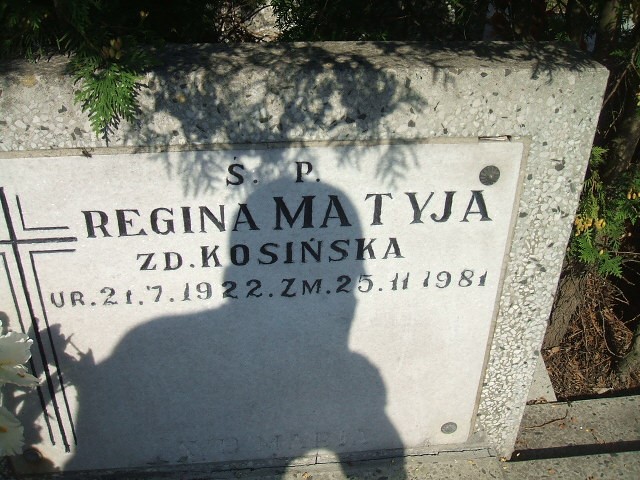 Ś. P.
REGINA MATYJA
ZD. KOSIŃSKA
UR. 21. 7. 1922. ZM. 25. 11 1981